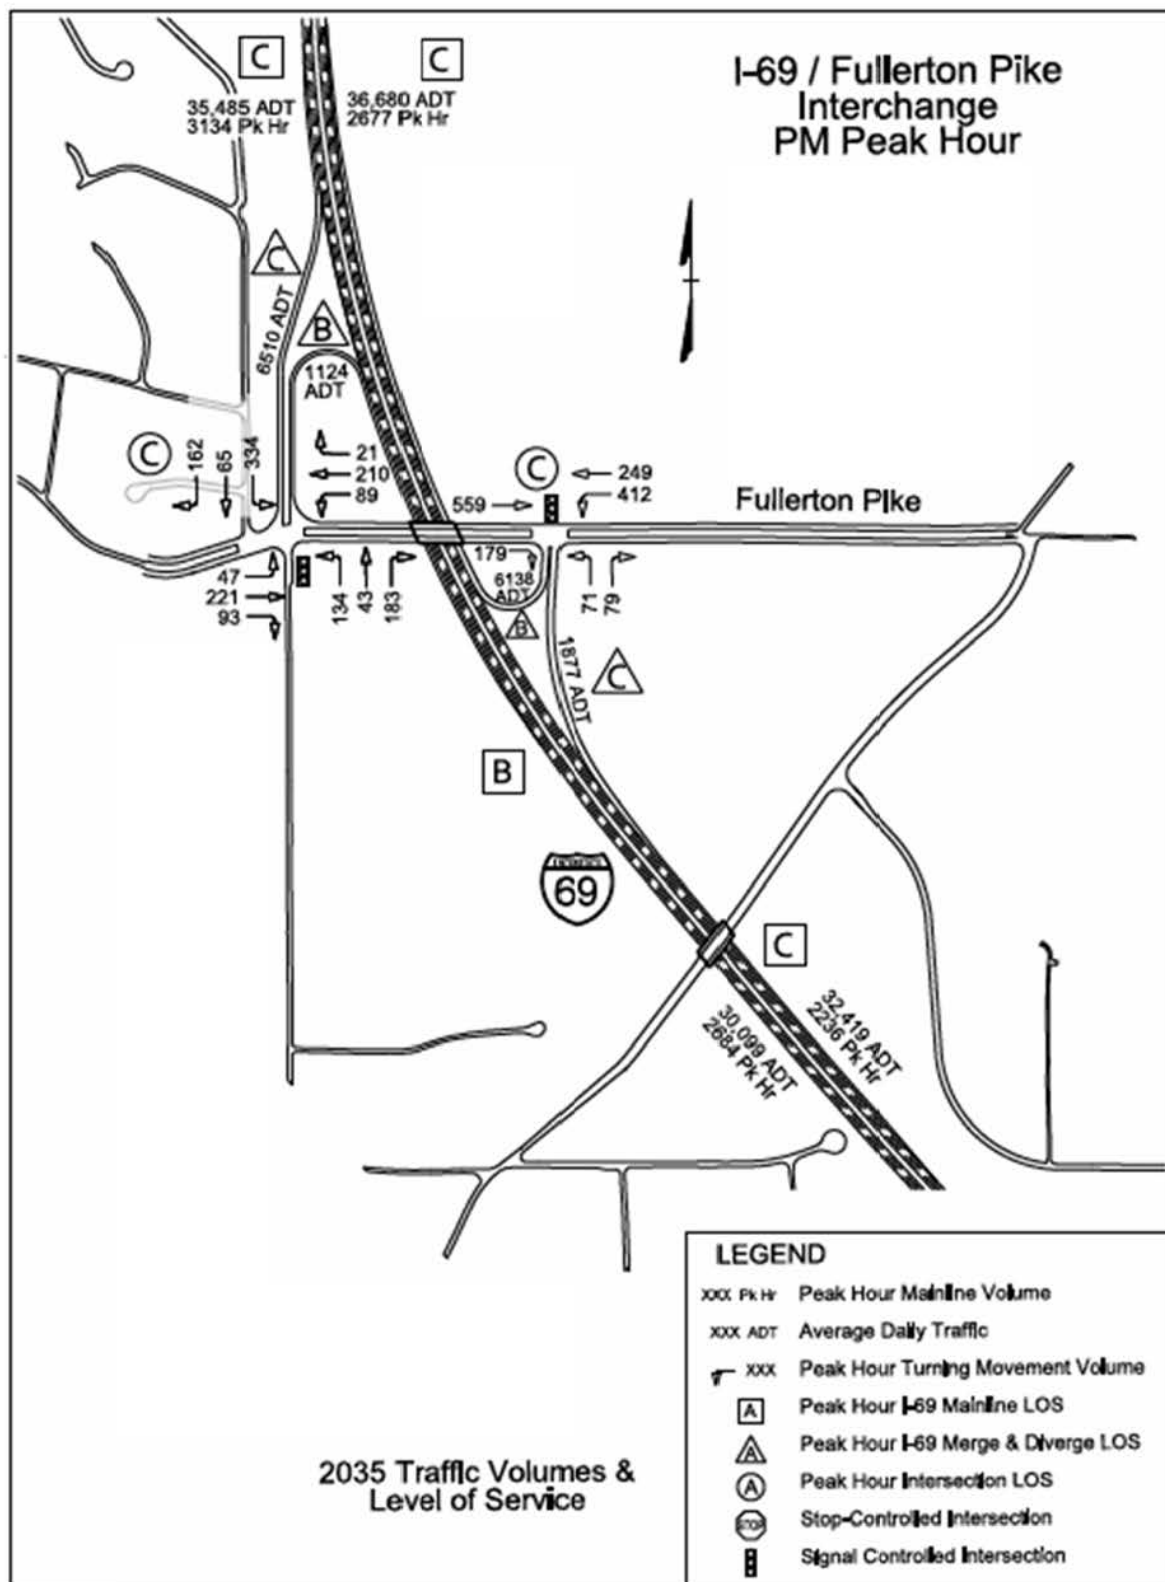 I-69 / Fullerton Pike
Interchange
PM Peak Hour
C
C
35,485 ADT
3134 Pk Hr
36,680 ADT
2677 Pk Hr
C
6510 ADT
B
1124
ADT
C
162
65
334
21
210
89
559
C
249
412
Fullerton Pike
47
221
93
134
43
183
179
6138
ADT
B
71
79
1877 ADT
C
B
69
C
32,419 ADT
2236 Pk Hr
30,099 ADT
2684 Pk Hr
LEGEND
XXX Pk Hr Peak Hour Mainline Volume
XXX ADT Average Daily Traffic
XXX Peak Hour Turning Movement Volume
A Peak Hour I-69 Mainline LOS
A Peak Hour I-69 Merge & Diverge LOS
A Peak Hour Intersection LOS
STOP Stop-Controlled Intersection
Signal Controlled Intersection
2035 Traffic Volumes &
Level of Service